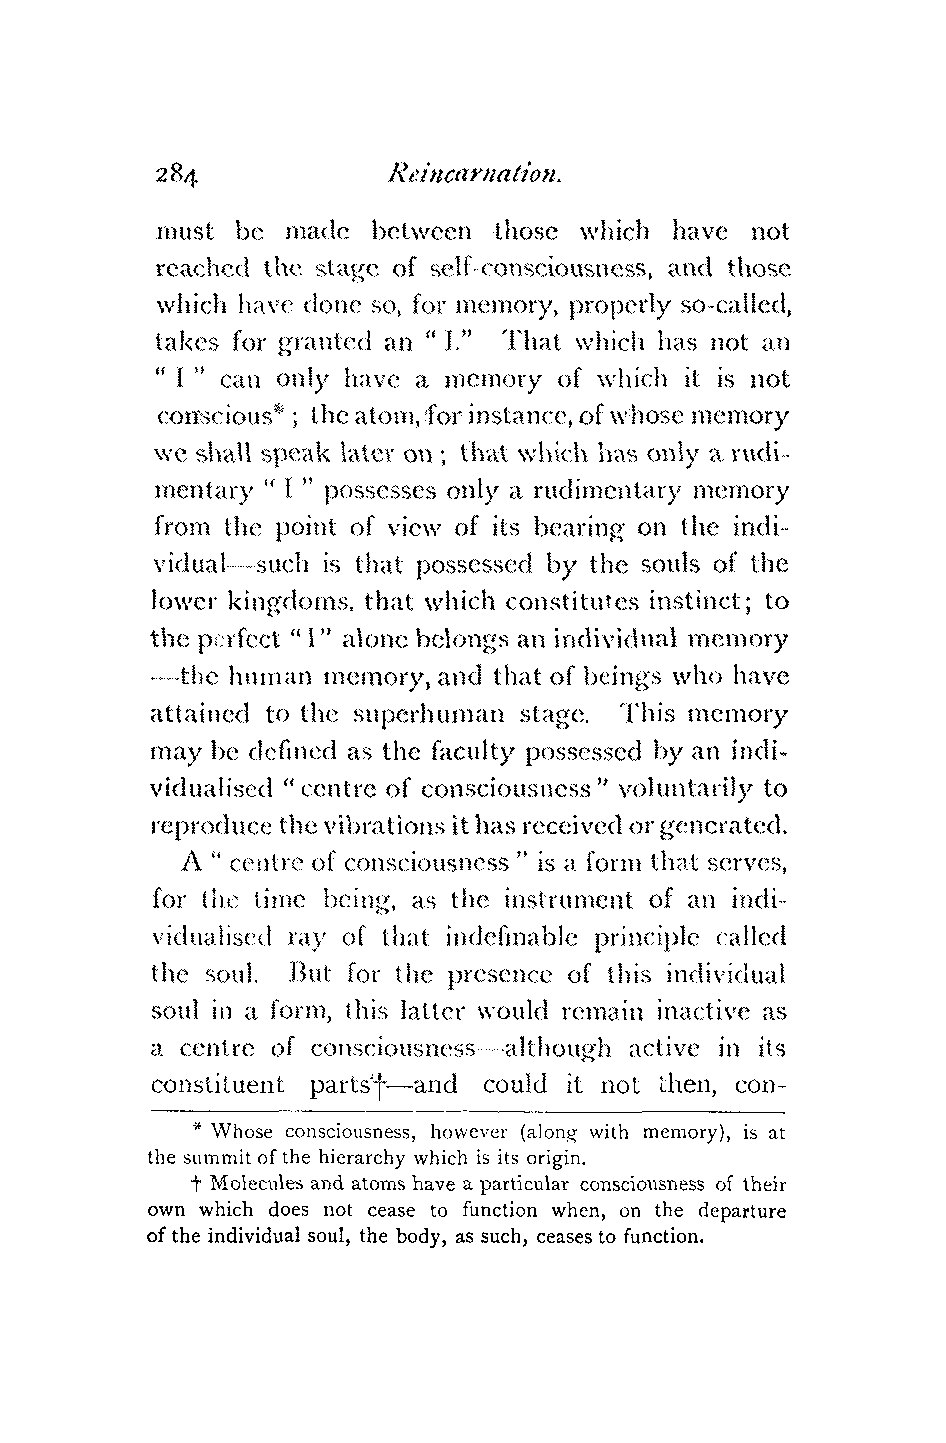 284 Reincarnation.
must be made between those which have not
reached the stage of self-consciousness, and those
which have done so, for memory, properly so-called,
takes for granted an “ I.” That which has not an
“ I ” can only have a memory of which it is not
conscious* ; the atom, for instance, of whose memory
we shall speak later on ; that which has only a rudi-
mentary “ I ” possesses only a rudimentary memory
from the point of view of its bearing on the indi-
vidual—such is that possessed by the souls of the
lower kingdoms, that which constitutes instinct; to
the perfect “ I ” alone belongs an individual memory
—the human memory, and that of beings who have
attained to the superhuman stage. This memory
may be defined as the faculty possessed by an indi-
vidualised “ centre of consciousness ” voluntarily to
reproduce the vibrations it has received or generated.
A “ centre of consciousness ” is a form that serves,
for the time being, as the instrument of an indi-
vidualised ray of that indefinable principle called
the soul. But for the presence of this individual
soul in a form, this latter would remain inactive as
a centre of consciousness—although active in its
constituent parts†—and could it not then, con-
* Whose consciousness, however (along with memory), is at
the summit of the hierarchy which is its origin.
† Molecules and atoms have a particular consciousness of their
own which does not cease to function when, on the departure
of the individual soul, the body, as such, ceases to function.